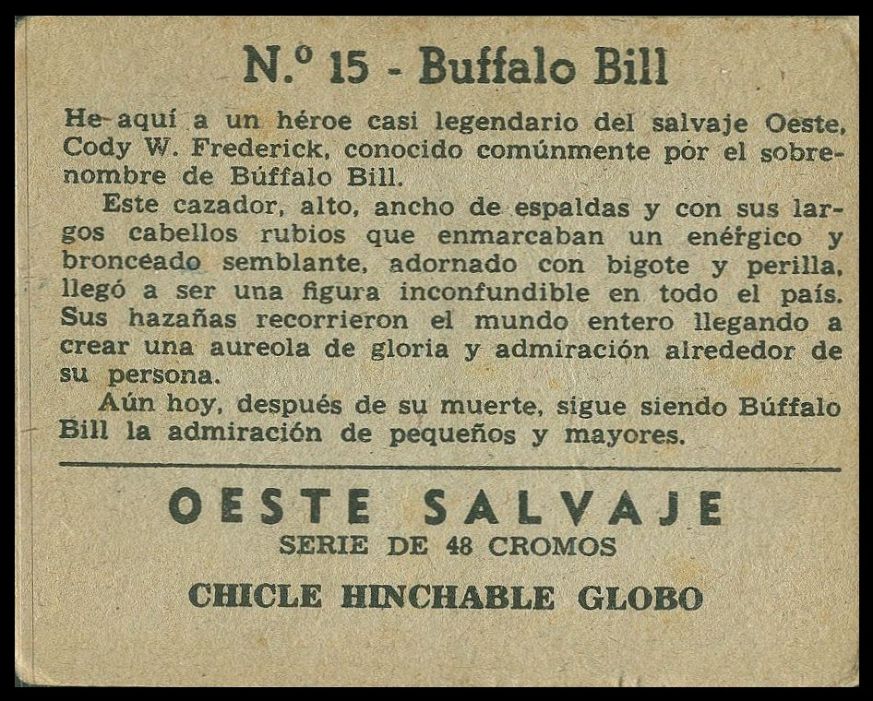 N.º 15 - Buffalo Bill
He aquí a un héroe casi legendario del salvaje Oeste,
Cody W. Frederick, conocido comúnmente por el sobre-
nombre de Búffalo Bill.
Este cazador, alto, ancho de espaldas y con sus lar-
gos cabellos rubios que enmarcaban un enérgico y
bronceado semblante, adornado con bigote y perilla,
llegó a ser una figura inconfundible en todo el país.
Sus hazañas recorrieron el mundo entero llegando a
crear una aureola de gloria y admiración alrededor de
su persona.
Aún hoy, después de su muerte, sigue siendo Búffalo
Bill la admiración de pequeños y mayores.
OESTE SALVAJE
SERIE DE 48 CROMOS
CHICLE HINCHABLE GLOBO